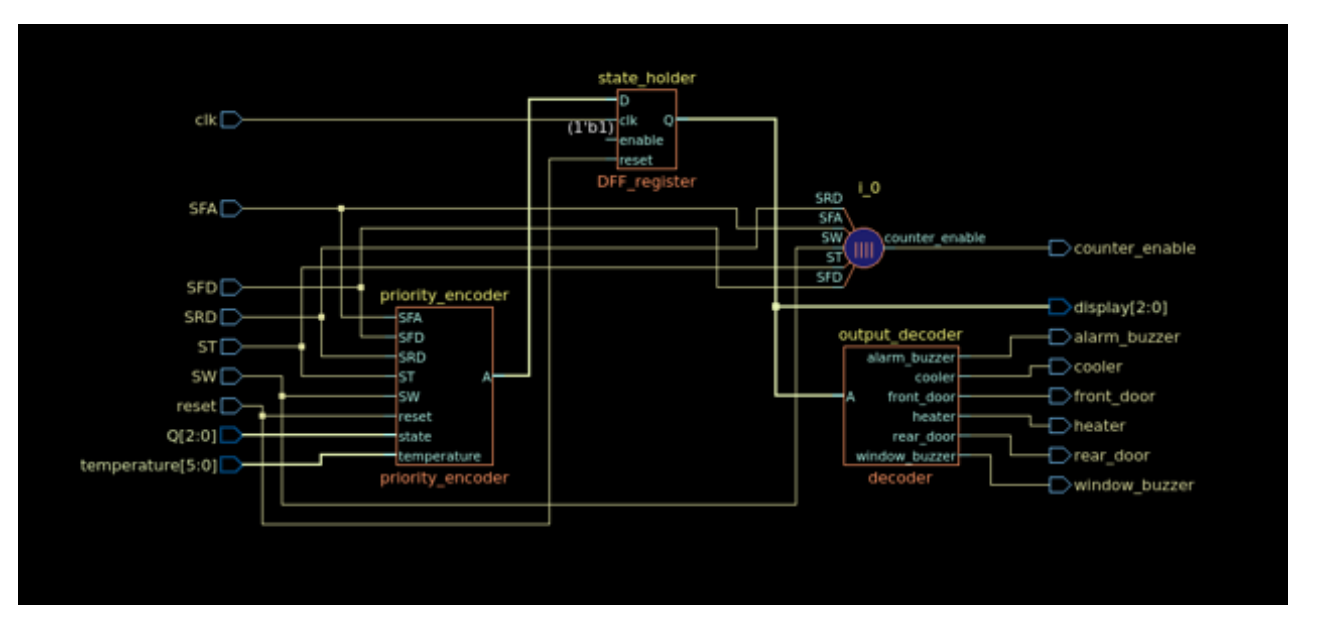 state_holder
D
clk
clk Q
(1'b1)
enable
reset
DFF_register
SFA
SRD
i_0
SFA
SW
counter_enable
counter_enable
ST
SFD
SFD
priority_encoder
SRD
SFA
display[2:0]
SFD
output_decoder
alarm_buzzer
ST
SRD
alarm_buzzer
SW
ST
A
cooler
cooler
reset
SW
A
front_door
front_door
reset
heater
heater
Q[2:0]
state
rear_door
rear_door
temperature[5:0]
temperature
window_buzzer
priority_encoder
decoder
window_buzzer